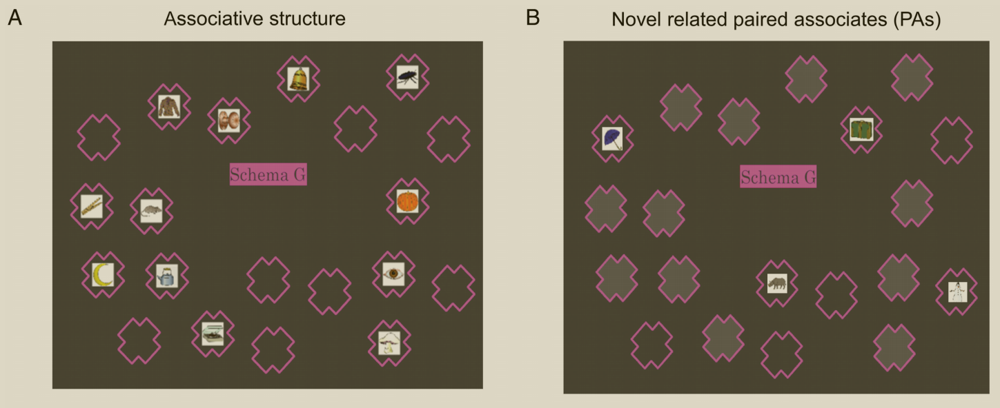 A
Associative structure
Schema G
B
Novel related paired associates (PAs)
Schema G